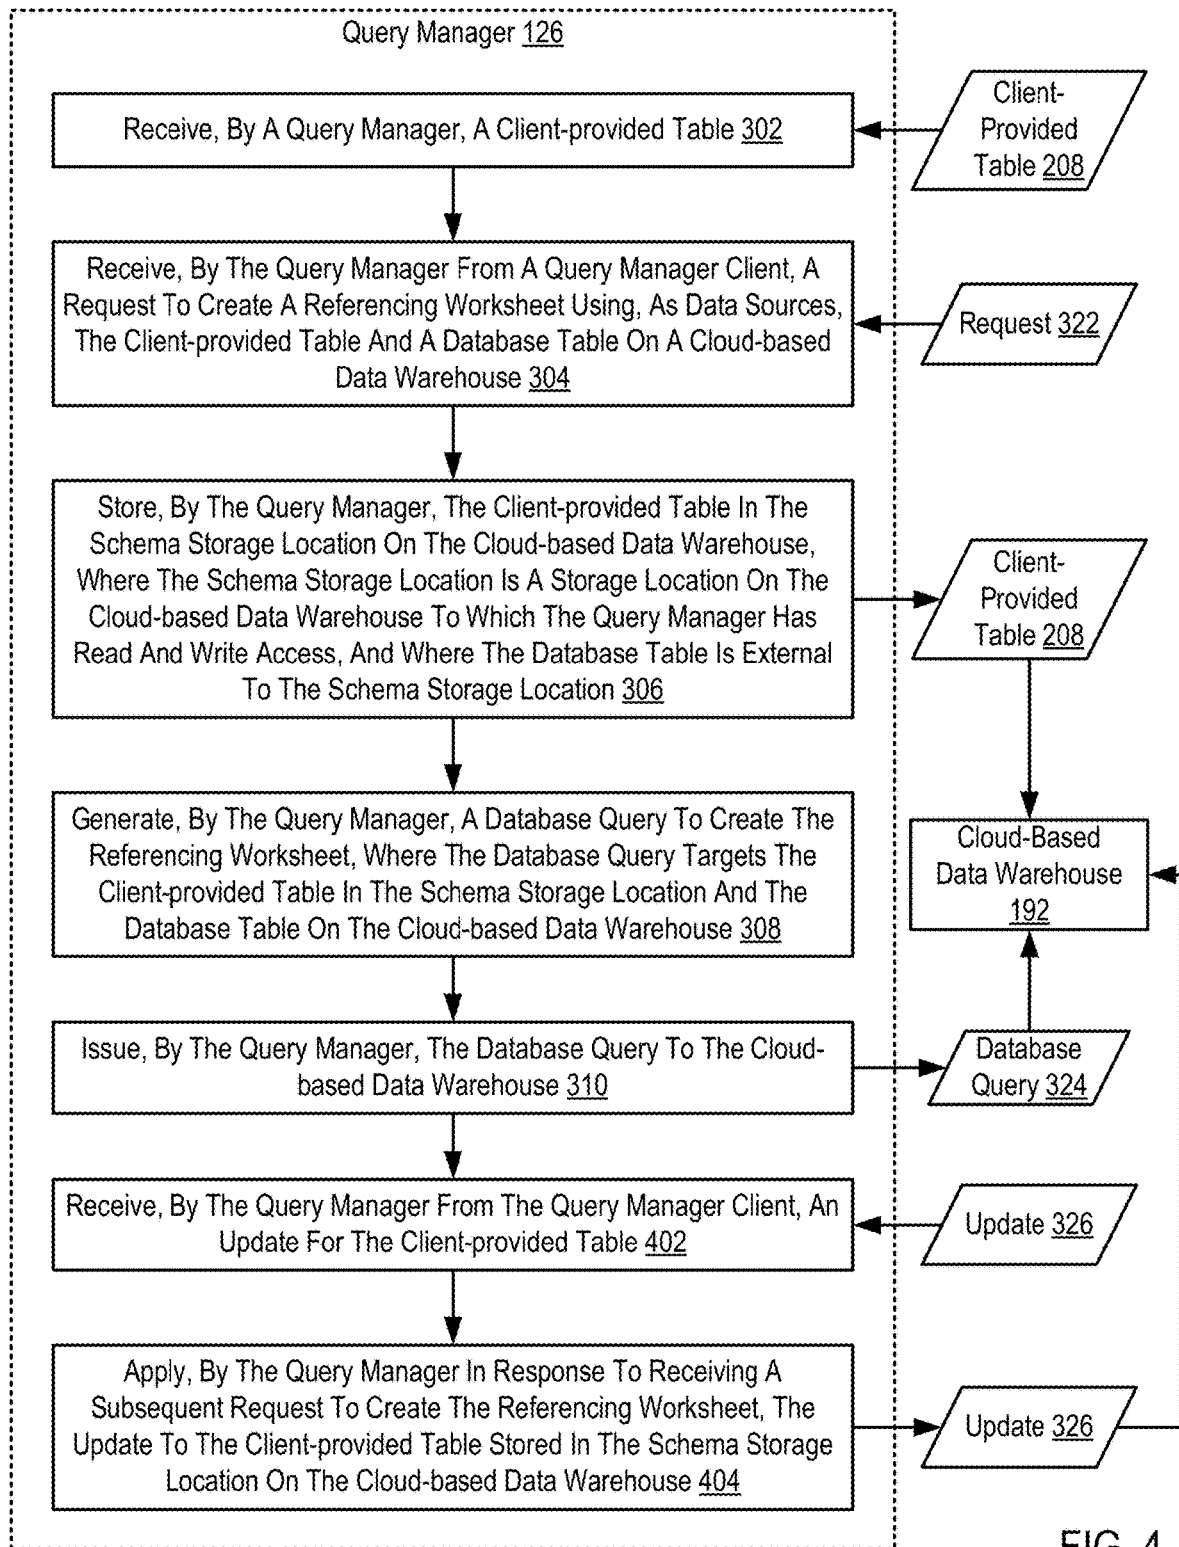 Query Manager 126
Receive, By A Query Manager, A Client-provided Table 302
Client-
Provided
Table 208
Receive, By The Query Manager From A Query Manager Client, A
Request To Create A Referencing Worksheet Using, As Data Sources,
The Client-provided Table And A Database Table On A Cloud-based
Data Warehouse 304
Request 322
Store, By The Query Manager, The Client-provided Table In The
Schema Storage Location On The Cloud-based Data Warehouse,
Where The Schema Storage Location Is A Storage Location On The
Cloud-based Data Warehouse To Which The Query Manager Has
Read And Write Access, And Where The Database Table Is External
To The Schema Storage Location 306
Client-
Provided
Table 208
Generate, By The Query Manager, A Database Query To Create The
Referencing Worksheet, Where The Database Query Targets The
Client-provided Table In The Schema Storage Location And The
Database Table On The Cloud-based Data Warehouse 308
Cloud-Based
Data Warehouse
192
Issue, By The Query Manager, The Database Query To The Cloud-
based Data Warehouse 310
Database
Query 324
Receive, By The Query Manager From The Query Manager Client, An
Update For The Client-provided Table 402
Update 326
Apply, By The Query Manager In Response To Receiving A
Subsequent Request To Create The Referencing Worksheet, The
Update To The Client-provided Table Stored In The Schema Storage
Location On The Cloud-based Data Warehouse 404
Update 326
FIG. 4